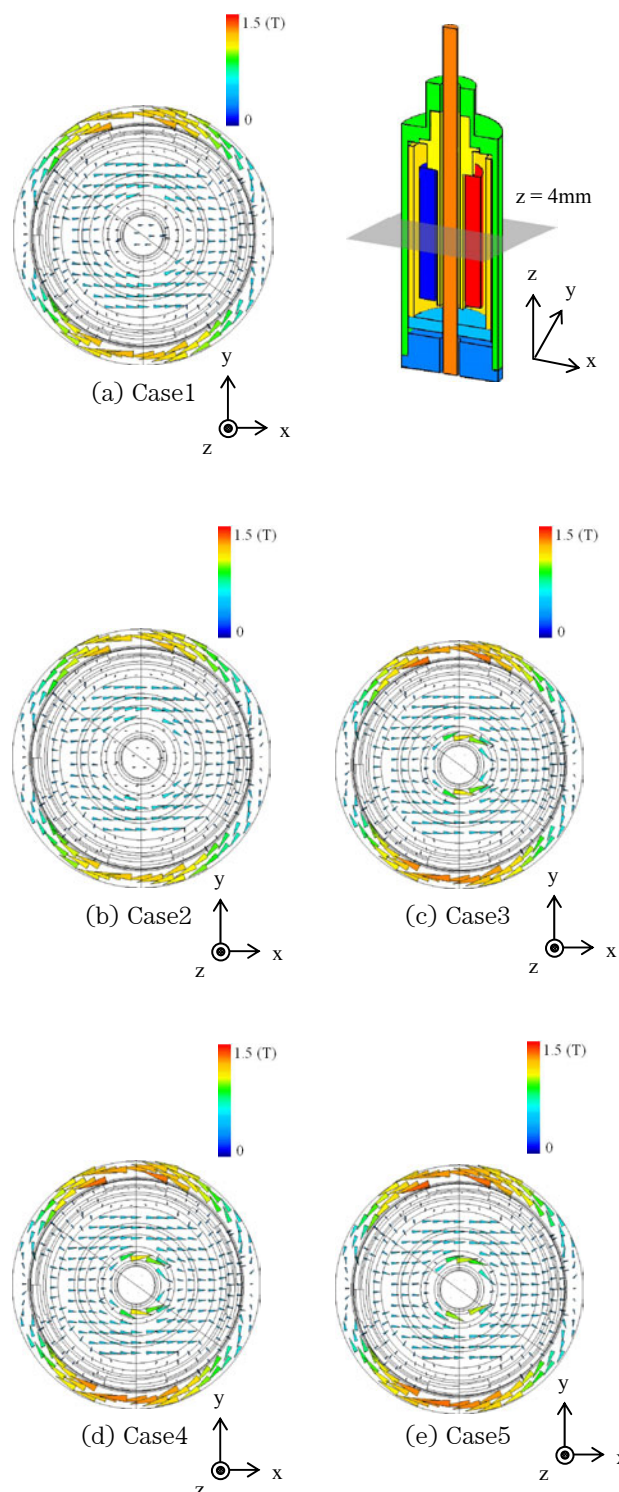 1.5 (T)
0
z = 4mm
z
y
x
(a) Case1
y
x
z
1.5 (T)
0
1.5 (T)
0
(b) Case2
y
x
z
(c) Case3
y
x
z
1.5 (T)
0
1.5 (T)
0
(d) Case4
y
x
z
(e) Case5
y
x
z